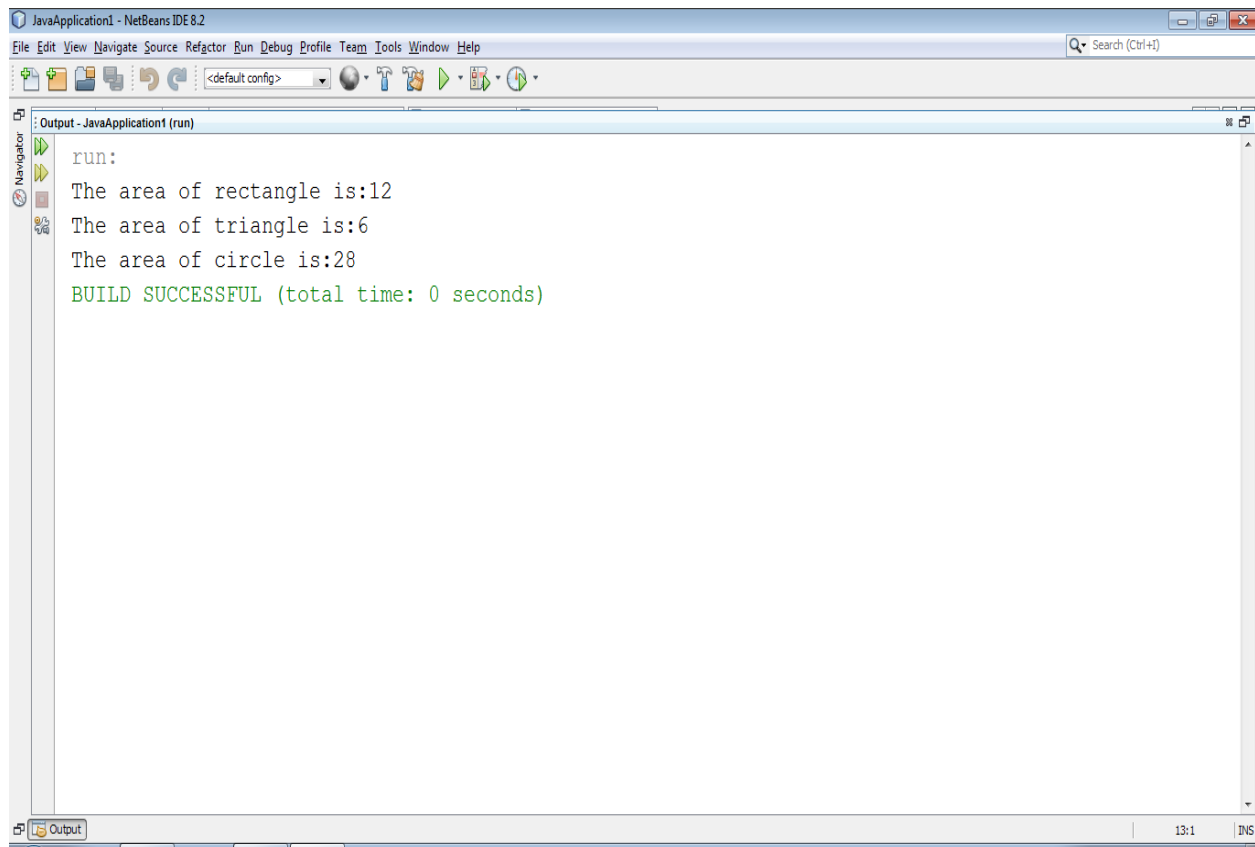 JavaApplication1 - NetBeans IDE 8.2
File Edit View Navigate Source Refactor Run Debug Profile Team Tools Window Help
Search (Ctrl+I)
<default config>
Output - JavaApplication1 (run)
Navigator
run:
The area of rectangle is:12
The area of triangle is:6
The area of circle is:28
BUILD SUCCESSFUL (total time: 0 seconds)
Output
13:1
INS